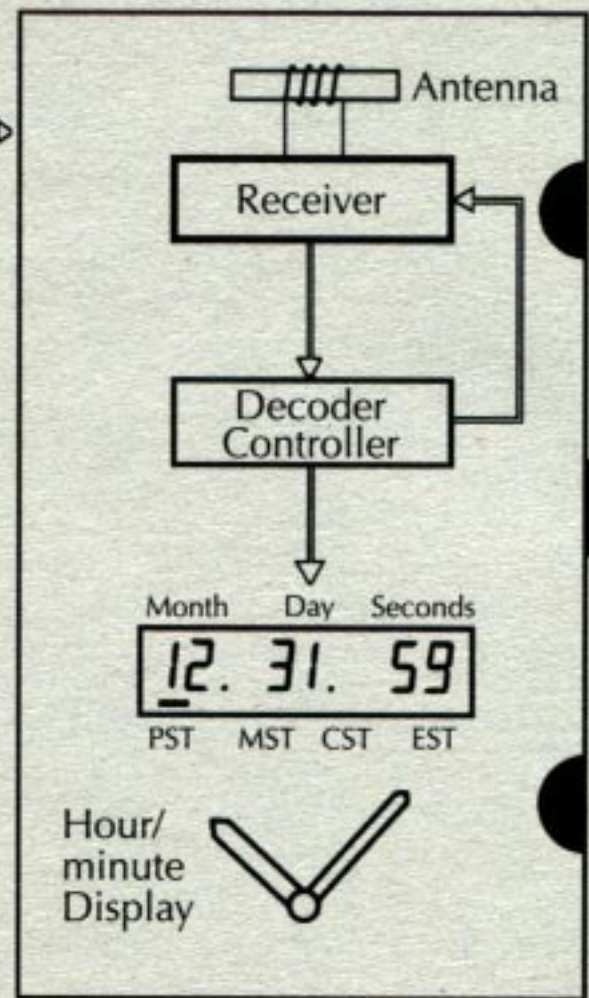 Antenna
Receiver
Decoder
Controller
Month Day Seconds
12. 31. 59
PST MST CST EST
Hour/
minute
Display